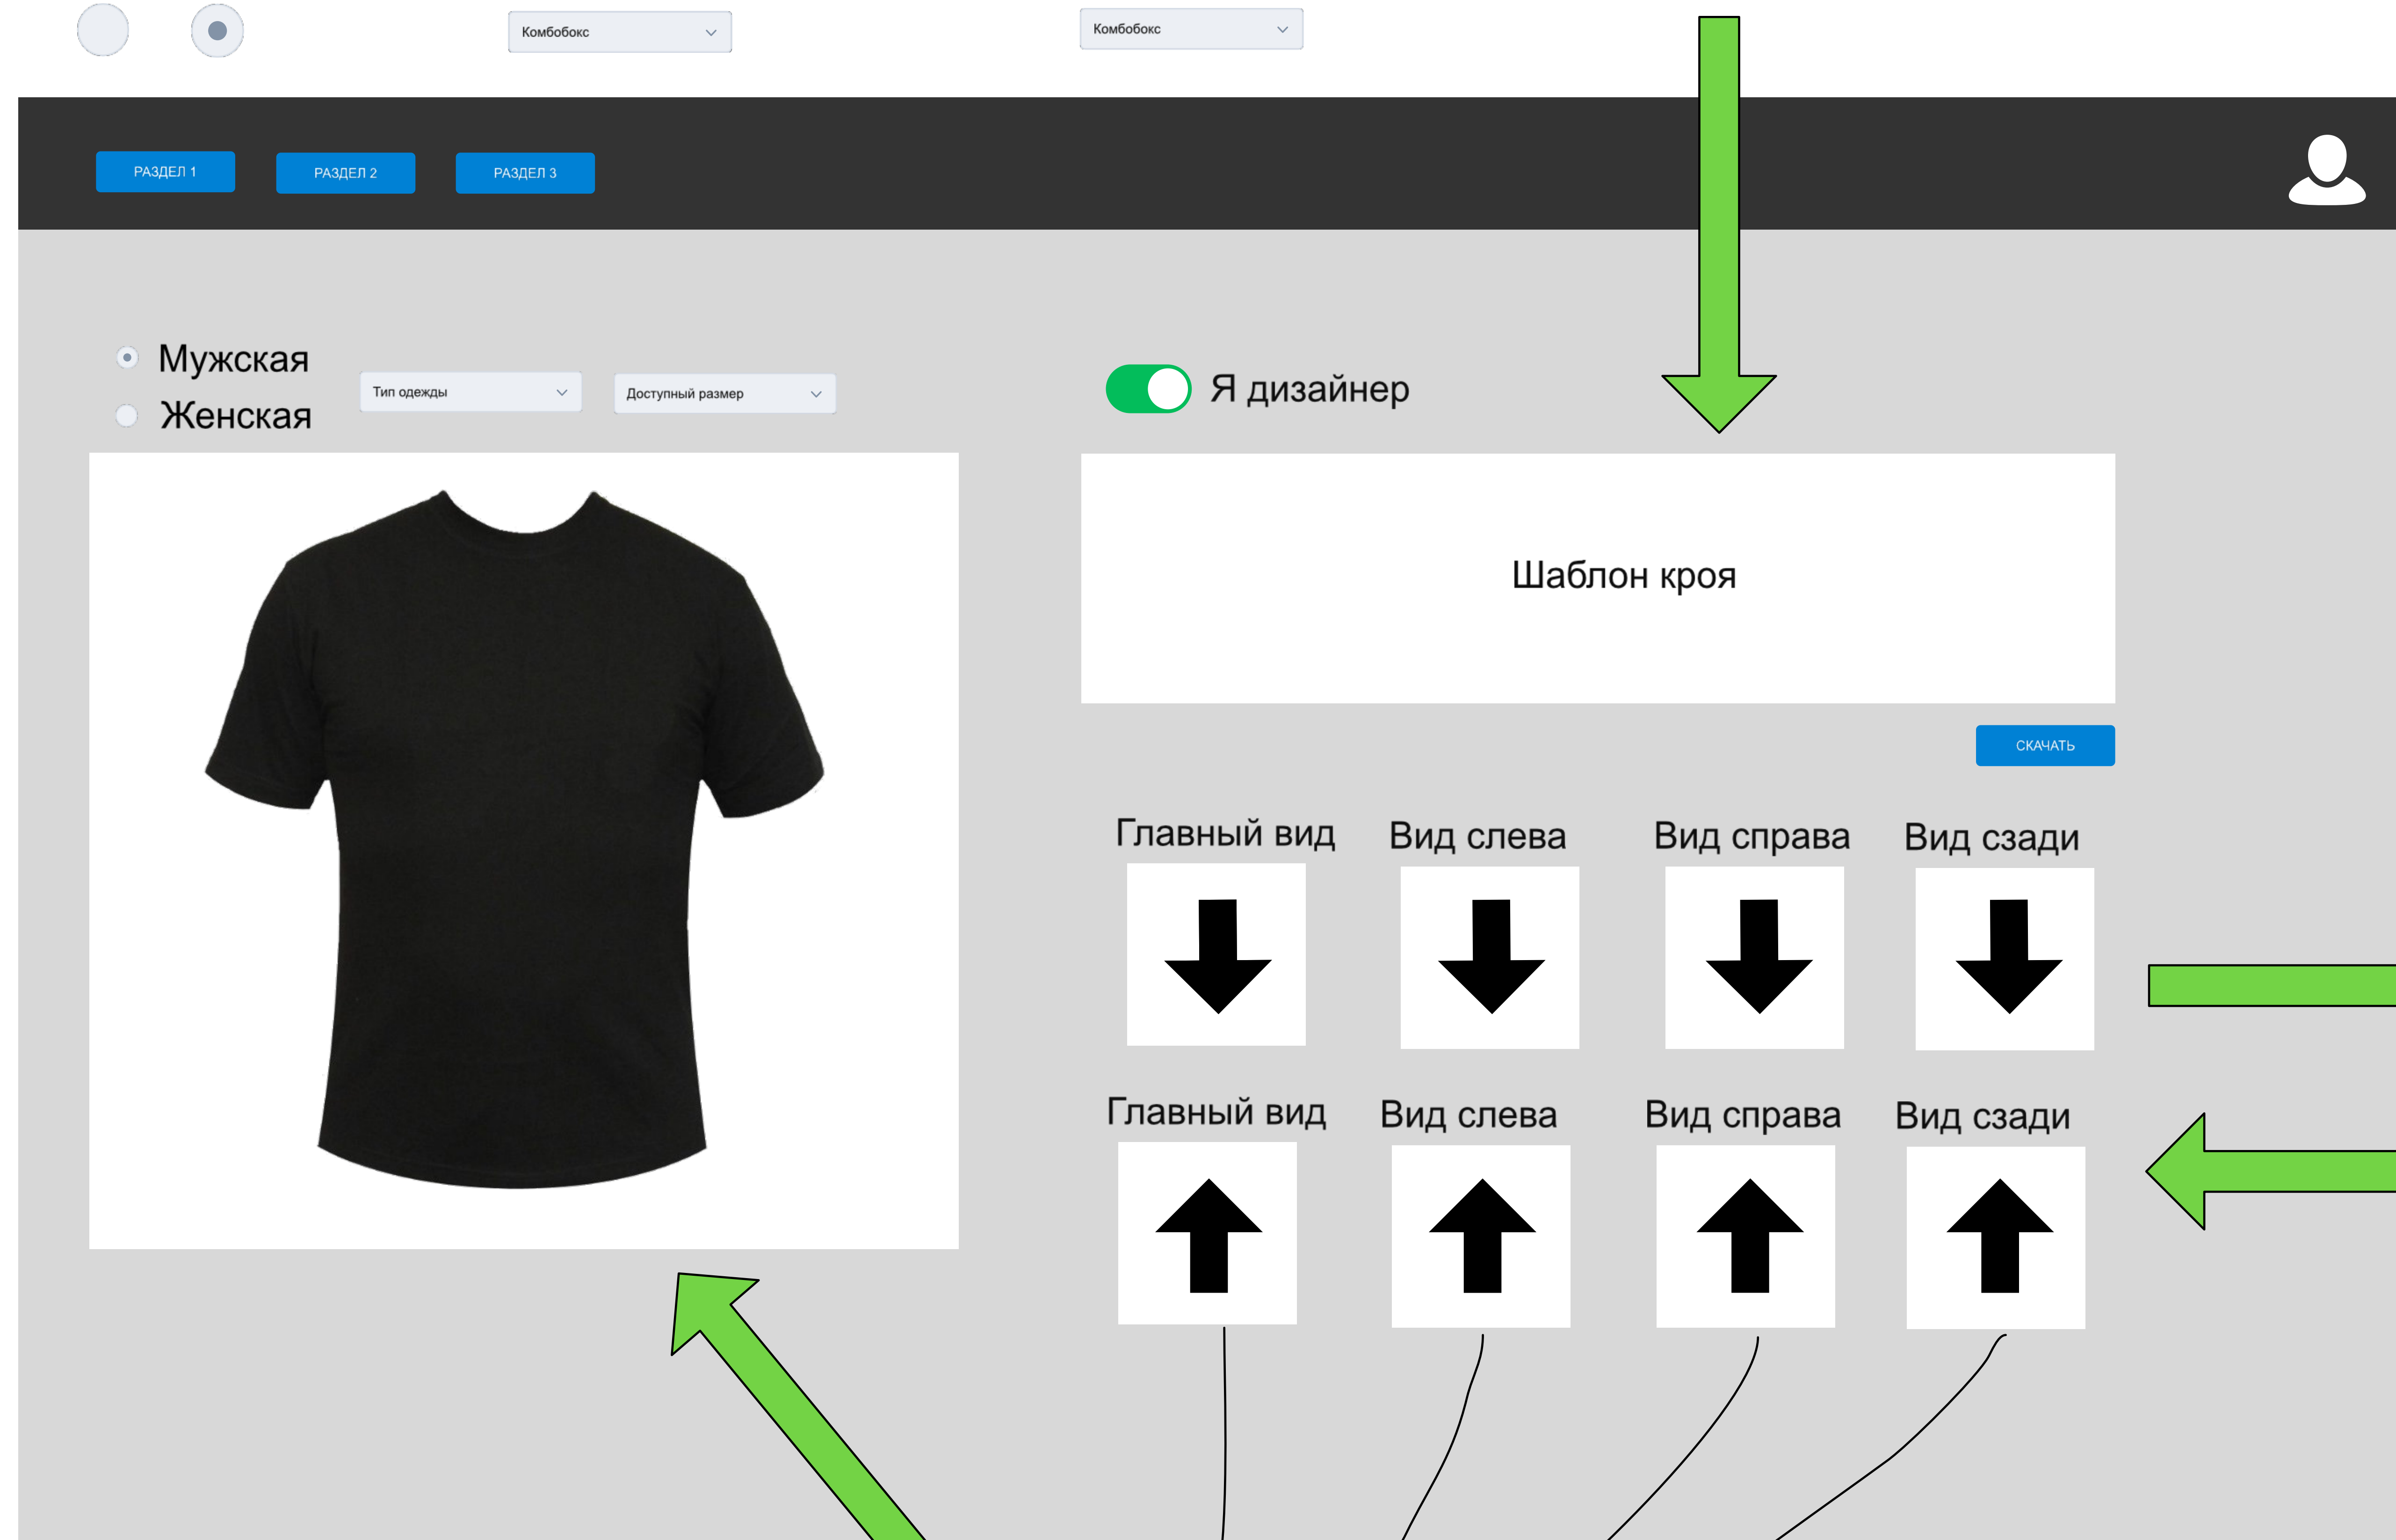 Комбобокс
Комбобокс
РАЗДЕЛ 1
РАЗДЕЛ 2
РАЗДЕЛ 3
Мужская
Женская
Тип одежды
Доступный размер
Я дизайнер
Шаблон кроя
СКАЧАТЬ
Главный вид
Вид слева
Вид справа
Вид сзади
Главный вид
Вид слева
Вид справа
Вид сзади